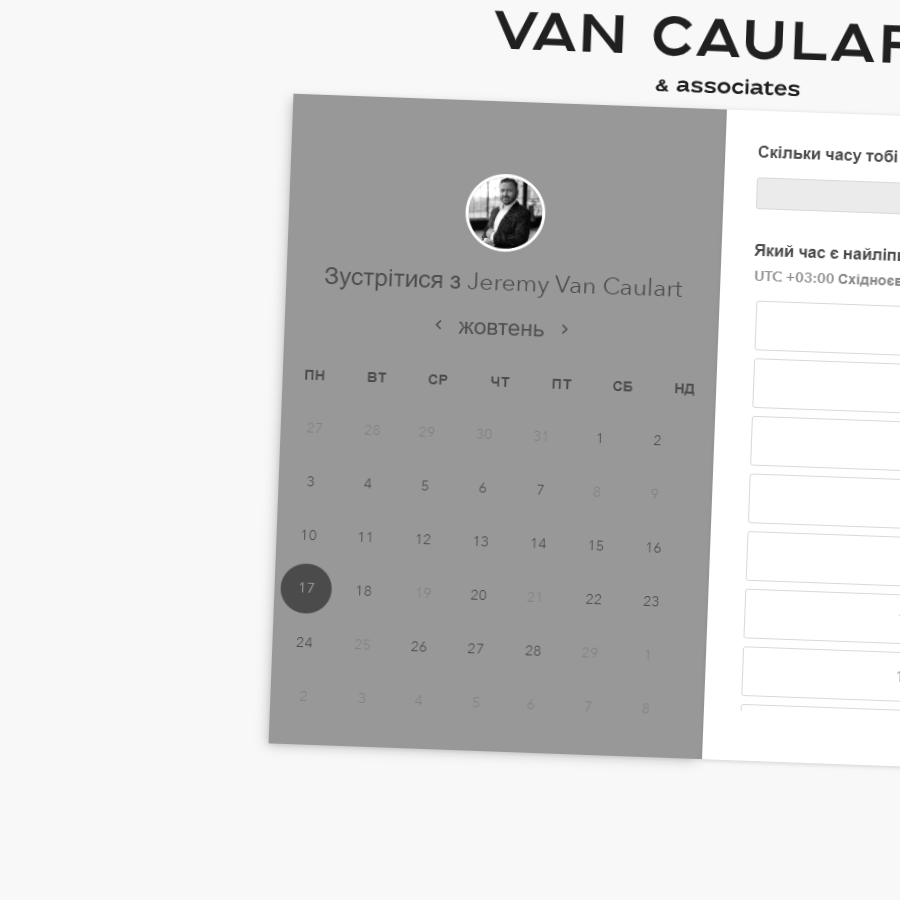 VAN CAULAR
& associates
Зустрітися з Jeremy Van Caulart
‹ жовтень ›
ПН ВТ СР ЧТ ПТ СБ НД
27 28 29 30 31 1 2
3 4 5 6 7 8 9
10 11 12 13 14 15 16
17 18 19 20 21 22 23
24 25 26 27 28 29 1
2 3 4 5 6 7 8
Скільки часу тобі
Який час є найліп
UTC +03:00 Східноє